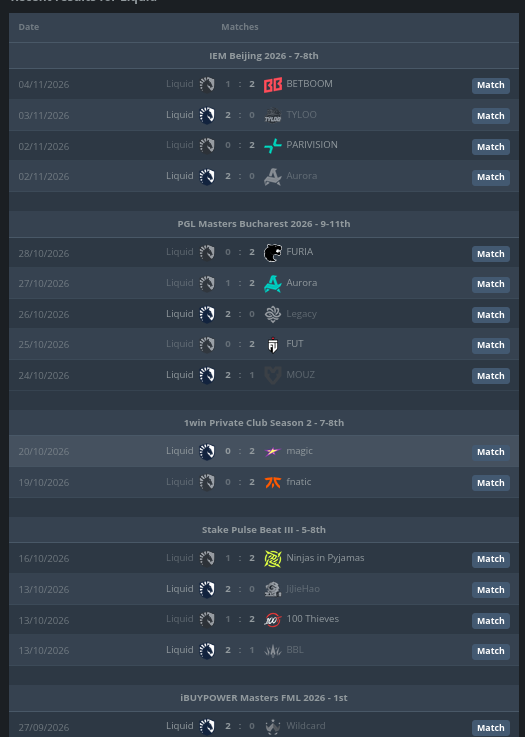 Recent results for Liquid
Date Matches
IEM Beijing 2026 - 7-8th
04/11/2026 Liquid 1 : 2 BETBOOM Match
03/11/2026 Liquid 2 : 0 TYLOO Match
02/11/2026 Liquid 0 : 2 PARIVISION Match
02/11/2026 Liquid 2 : 0 Aurora Match
PGL Masters Bucharest 2026 - 9-11th
28/10/2026 Liquid 0 : 2 FURIA Match
27/10/2026 Liquid 1 : 2 Aurora Match
26/10/2026 Liquid 2 : 0 Legacy Match
25/10/2026 Liquid 0 : 2 FUT Match
24/10/2026 Liquid 2 : 1 MOUZ Match
1win Private Club Season 2 - 7-8th
20/10/2026 Liquid 0 : 2 magic Match
19/10/2026 Liquid 0 : 2 fnatic Match
Stake Pulse Beat III - 5-8th
16/10/2026 Liquid 1 : 2 Ninjas in Pyjamas Match
13/10/2026 Liquid 2 : 0 JiJieHao Match
13/10/2026 Liquid 1 : 2 100 Thieves Match
13/10/2026 Liquid 2 : 1 BBL Match
iBUYPOWER Masters FML 2026 - 1st
27/09/2026 Liquid 2 : 0 Wildcard Match